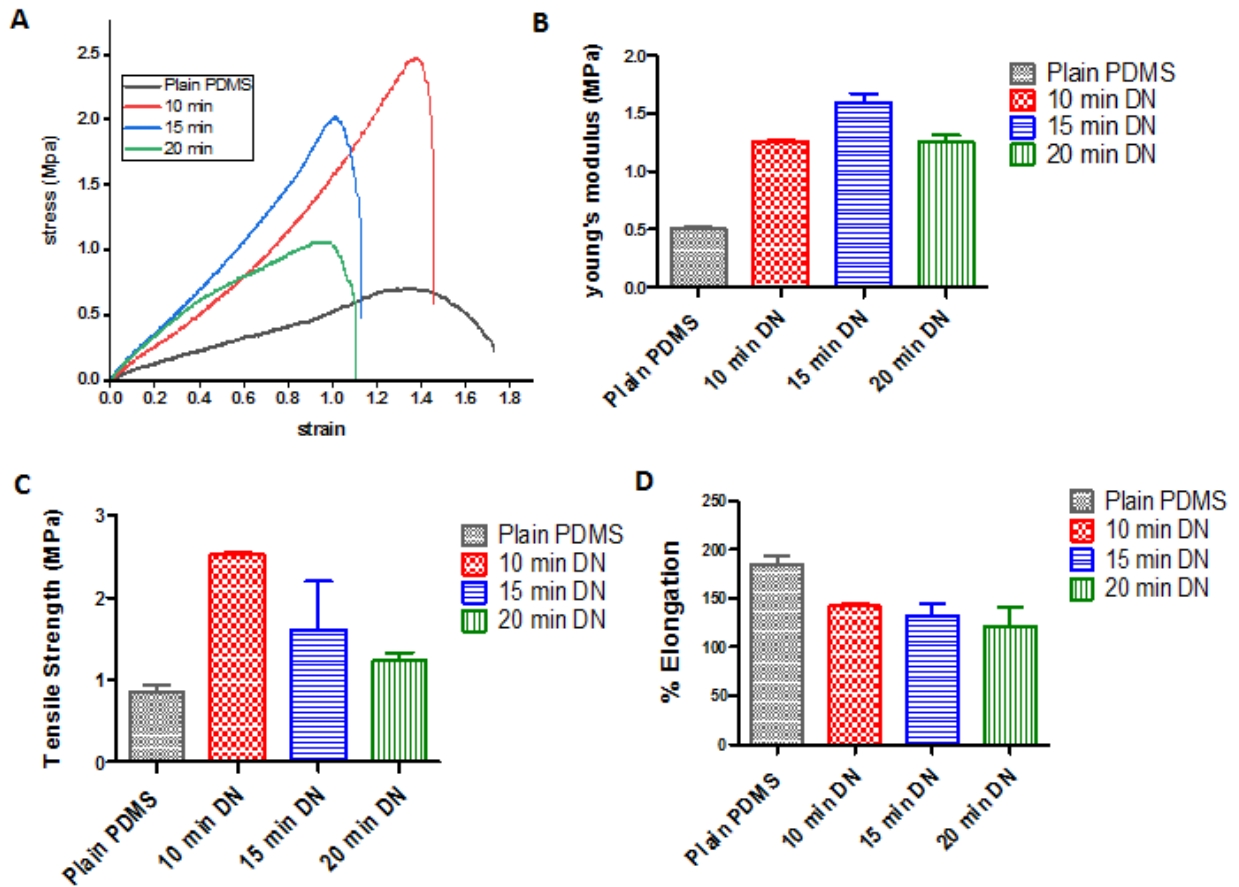 A
stress (Mpa)
2.5
2.0
1.5
1.0
0.5
0.0
Plain PDMS
10 min
15 min
20 min
0.0 0.2 0.4 0.6 0.8 1.0 1.2 1.4 1.6 1.8
strain
B
young's modulus (MPa)
2.0
1.5
1.0
0.5
0.0
Plain PDMS
10 min DN
15 min DN
20 min DN
Plain PDMS
10 min DN
15 min DN
20 min DN
C
Tensile Strength (MPa)
3
2
1
0
Plain PDMS
10 min DN
15 min DN
20 min DN
Plain PDMS
10 min DN
15 min DN
20 min DN
D
% Elongation
250
200
150
100
50
0
Plain PDMS
10 min DN
15 min DN
20 min DN
Plain PDMS
10 min DN
15 min DN
20 min DN